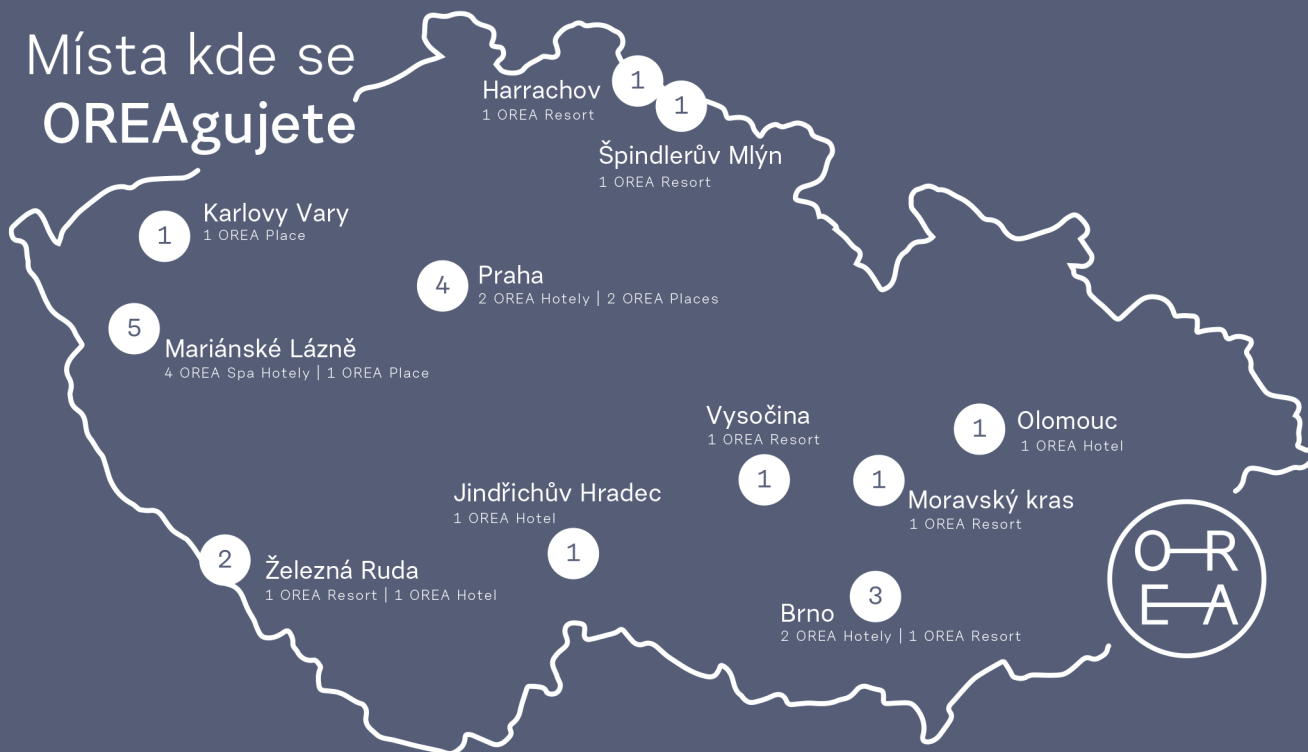 Místa kde se
OREAgujete
1
Harrachov
1 OREA Resort
1
Špindlerův Mlýn
1 OREA Resort
1
Karlovy Vary
1 OREA Place
4
Praha
2 OREA Hotely | 2 OREA Places
5
Mariánské Lázně
4 OREA Spa Hotely | 1 OREA Place
Vysočina
1 OREA Resort
1
1
Olomouc
1 OREA Hotel
1
Moravský kras
1 OREA Resort
Jindřichův Hradec
1 OREA Hotel
1
2
Železná Ruda
1 OREA Resort | 1 OREA Hotel
3
Brno
2 OREA Hotely | 1 OREA Resort
O—R
E—A